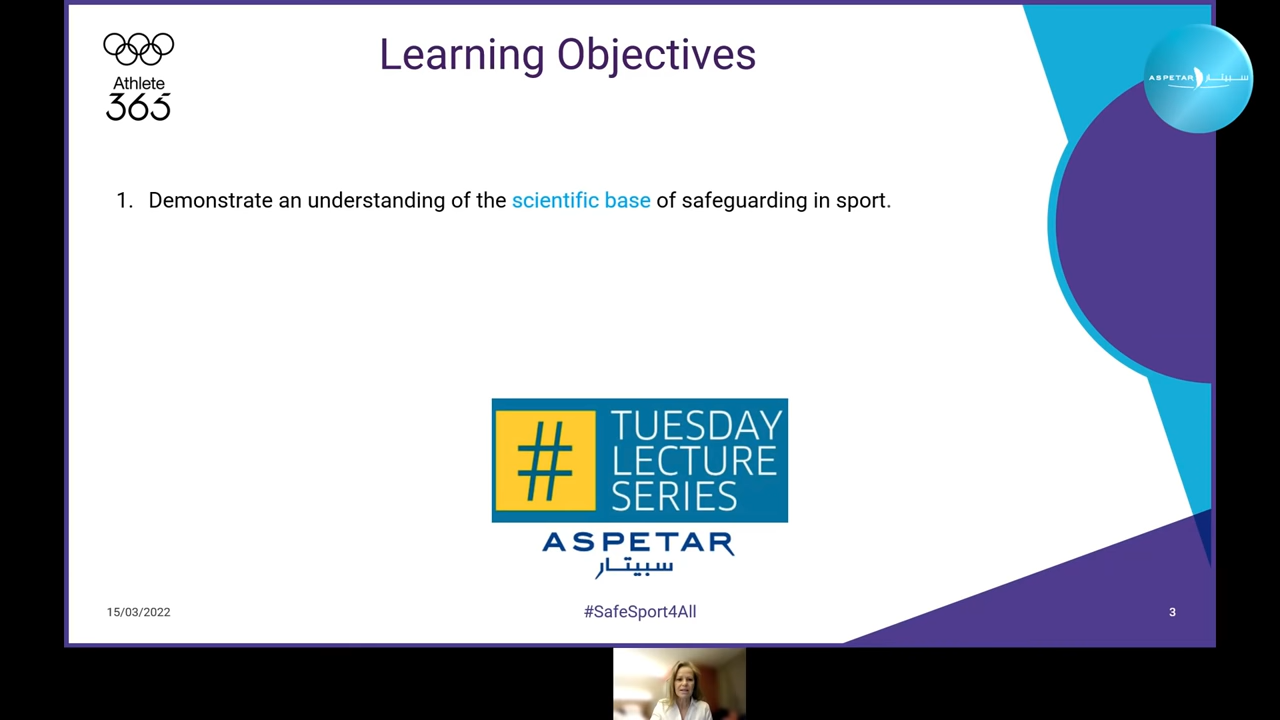 Learning Objectives
Athlete
365
ASPETAR سبيتار
1. Demonstrate an understanding of the scientific base of safeguarding in sport.
# TUESDAY
LECTURE
SERIES
ASPETAR
سبيتار
15/03/2022
#SafeSport4All
3